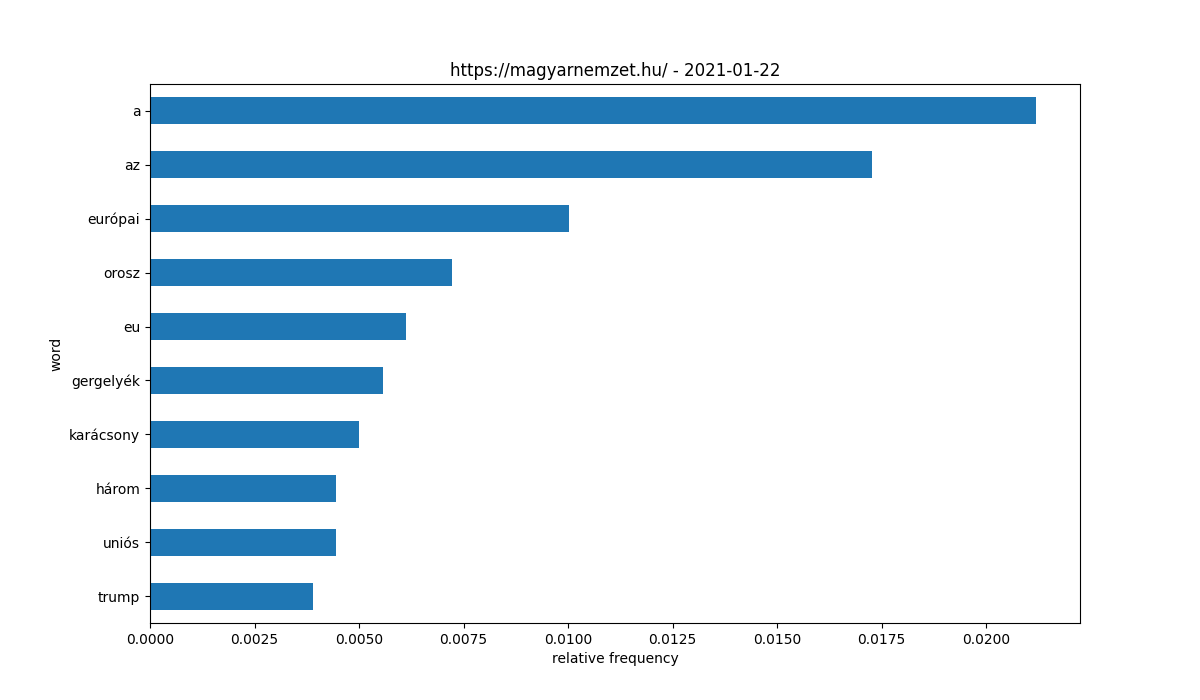 https://magyarnemzet.hu/ - 2021-01-22
a
az
európai
orosz
eu
gergelyék
karácsony
három
uniós
trump
word
0.0000 0.0025 0.0050 0.0075 0.0100 0.0125 0.0150 0.0175 0.0200
relative frequency